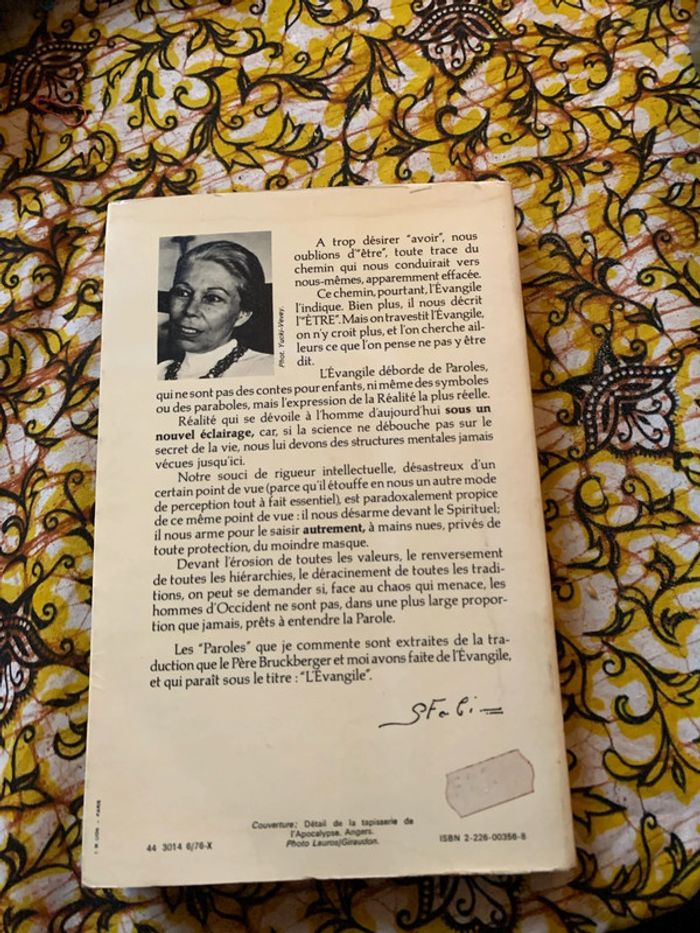 A trop désirer "avoir", nous
oublions d'"être", toute trace du
chemin qui nous conduirait vers
nous-mêmes, apparemment effacée.
Ce chemin, pourtant, l'Évangile
l'indique. Bien plus, il nous décrit
l'"ÊTRE". Mais on travestit l'Évangile,
on n'y croit plus, et l'on cherche ail-
leurs ce que l'on pense ne pas y être
dit.
Phot. Yucki-Vevey.
L'Évangile déborde de Paroles,
qui ne sont pas des contes pour enfants, ni même des symboles
ou des paraboles, mais l'expression de la Réalité la plus réelle.
Réalité qui se dévoile à l'homme d'aujourd'hui sous un
nouvel éclairage, car, si la science ne débouche pas sur le
secret de la vie, nous lui devons des structures mentales jamais
vécues jusqu'ici.
Notre souci de rigueur intellectuelle, désastreux d'un
certain point de vue (parce qu'il étouffe en nous un autre mode
de perception tout à fait essentiel), est paradoxalement propice
de ce même point de vue : il nous désarme devant le Spirituel;
il nous arme pour le saisir autrement, à mains nues, privés de
toute protection, du moindre masque.
Devant l'érosion de toutes les valeurs, le renversement
de toutes les hiérarchies, le déracinement de toutes les tradi-
tions, on peut se demander si, face au chaos qui menace, les
hommes d'Occident ne sont pas, dans une plus large propor-
tion que jamais, prêts à entendre la Parole.
Les "Paroles" que je commente sont extraites de la tra-
duction que le Père Bruckberger et moi avons faite de l'Évangile,
et qui paraît sous le titre : "L'Évangile".
SFabi
Couverture: Détail de la tapisserie de
l'Apocalypse. Angers.
Photo Lauros/Giraudon.
44 3014 6/76-X
ISBN 2-226-00356-8